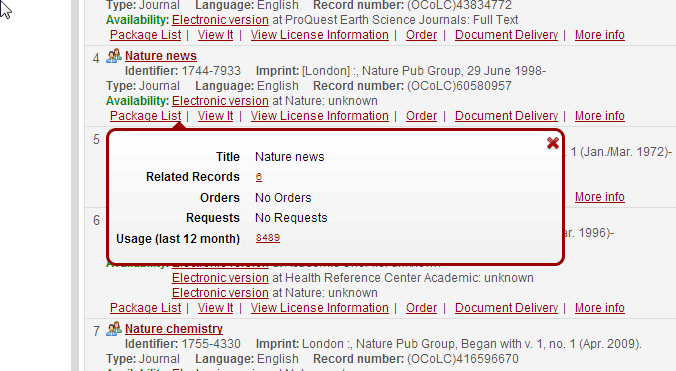 Type: Journal Language: English Record number: (OCoLC)43834772
Availability: Electronic version at ProQuest Earth Science Journals: Full Text
Package List | View It | View License Information | Order | Document Delivery | More info
4 Nature news
Identifier: 1744-7933 Imprint: [London] :, Nature Pub Group, 29 June 1998-
Type: Journal Language: English Record number: (OCoLC)60580957
Availability: Electronic version at Nature: unknown
Package List | View It | View License Information | Order | Document Delivery | More info
5
. 1 (Jan./Mar. 1972)-
Title Nature news
Related Records 6
Orders No Orders
More info
Requests No Requests
6
ar. 1996)-
Usage (last 12 month) 8489
Electronic version at Health Reference Center Academic: unknown
Electronic version at Nature: unknown
Package List | View It | View License Information | Order | Document Delivery | More info
7 Nature chemistry
Identifier: 1755-4330 Imprint: London :, Nature Pub Group, Began with v. 1, no. 1 (Apr. 2009).
Type: Journal Language: English Record number: (OCoLC)416596670